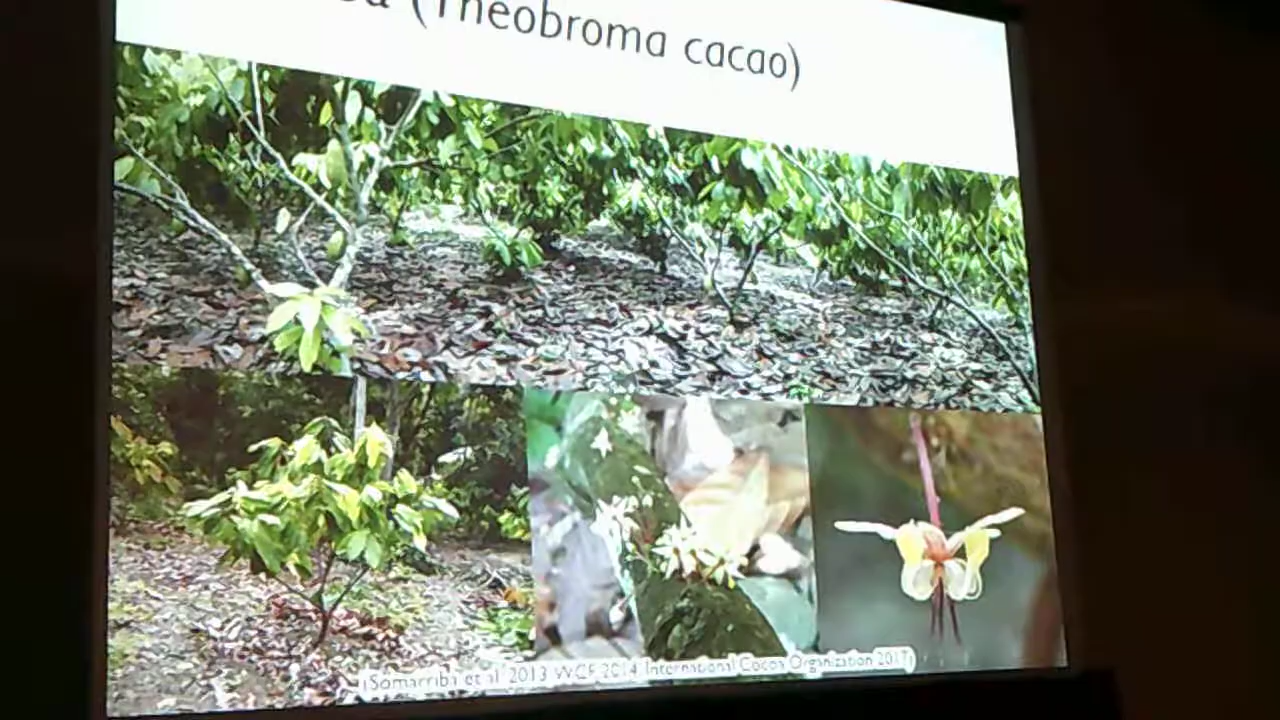 (Theobroma cacao)
(Somarriba et al 2013 WCF 2014 International Cocoa Organization 2017)